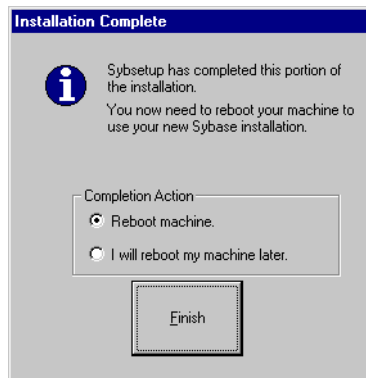 Installation Complete
Sybsetup has completed this portion of
the installation.
You now need to reboot your machine to
use your new Sybase installation.
Completion Action
Reboot machine.
I will reboot my machine later.
Finish